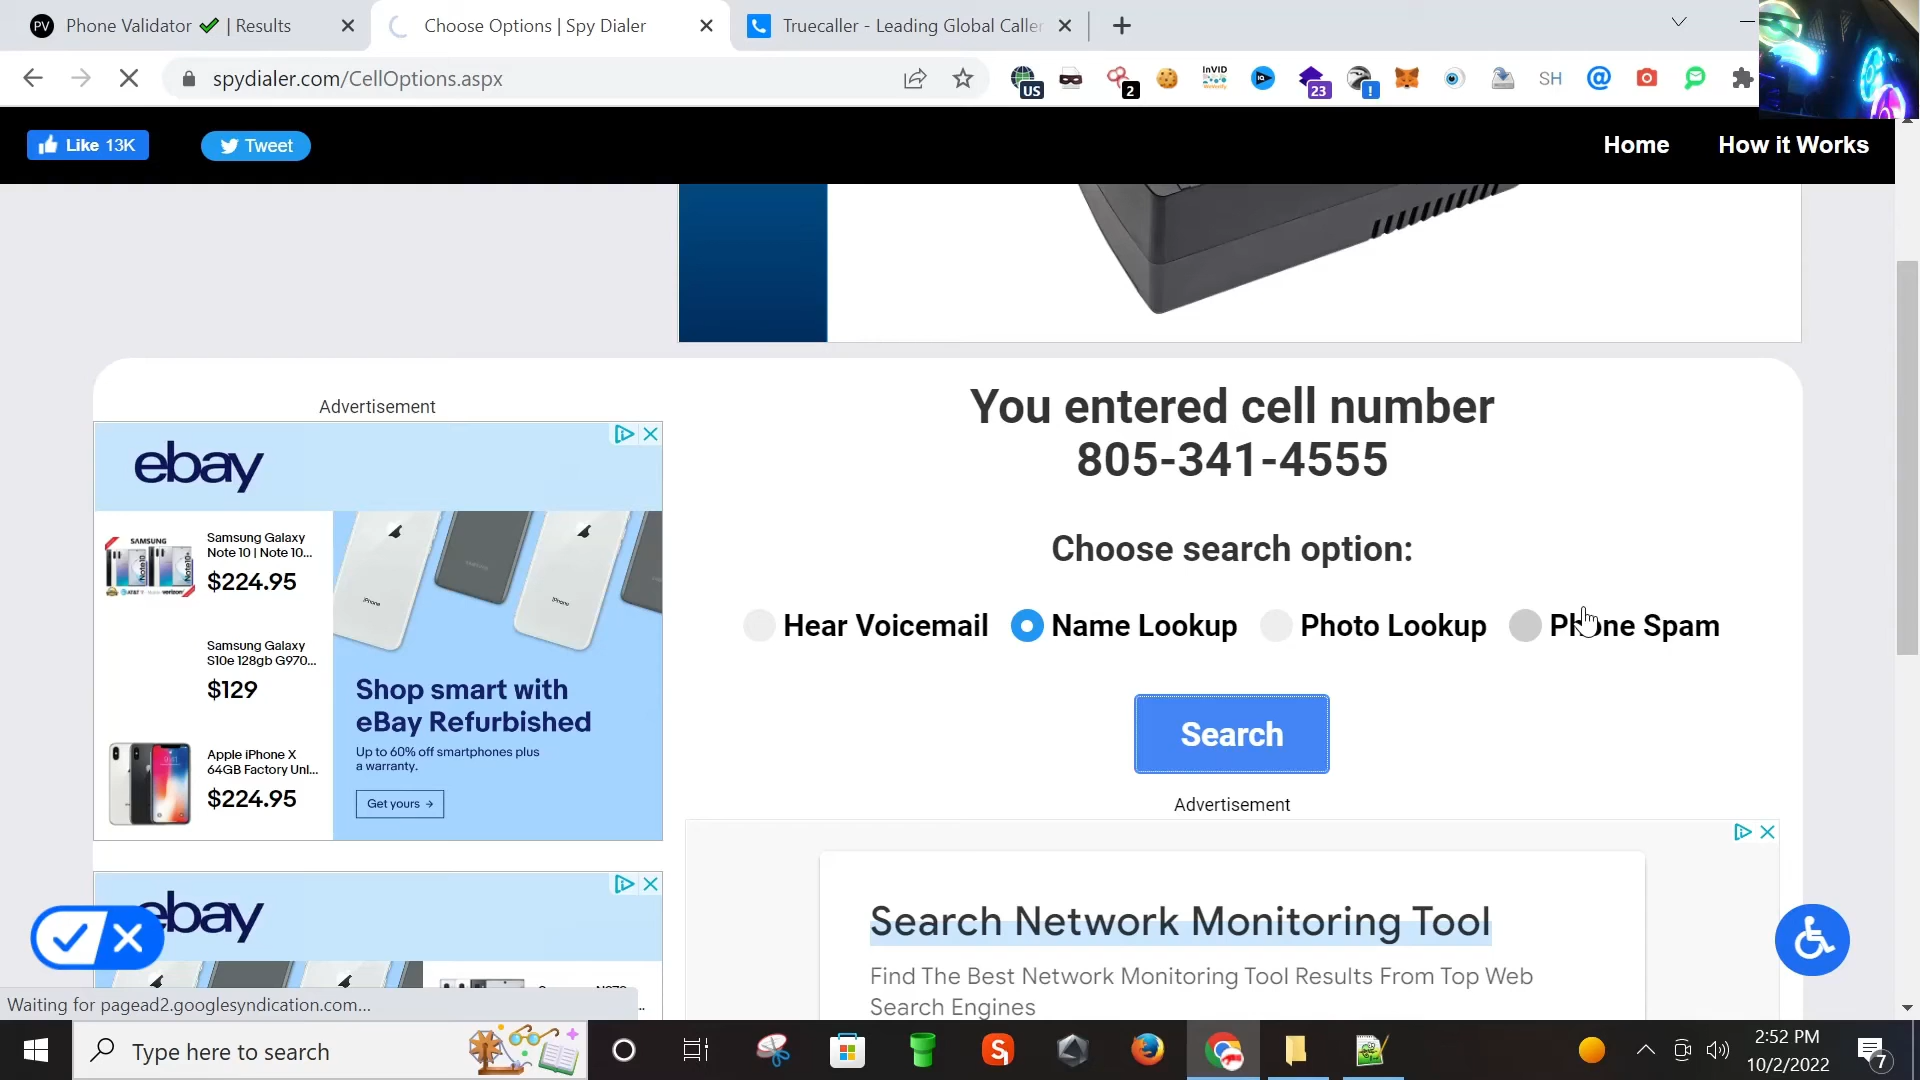 PV Phone Validator ✔ | Results
Choose Options | Spy Dialer
Truecaller - Leading Global Caller
spydialer.com/CellOptions.aspx
US
2
InVID
23
!
SH
Like 13K
Tweet
Home
How it Works
Advertisement
ebay
SAMSUNG
Samsung Galaxy
Note 10 | Note 10...
$224.95
Samsung Galaxy
S10e 128gb G970...
$129
Apple iPhone X
64GB Factory Unl...
$224.95
iPhone
iPhone
Shop smart with
eBay Refurbished
Up to 60% off smartphones plus
a warranty.
Get yours →
ebay
You entered cell number
805-341-4555
Choose search option:
Hear Voicemail
Name Lookup
Photo Lookup
Phone Spam
Search
Advertisement
Search Network Monitoring Tool
Find The Best Network Monitoring Tool Results From Top Web
Search Engines
Waiting for pagead2.googlesyndication.com...
Type here to search
2:52 PM
10/2/2022
7